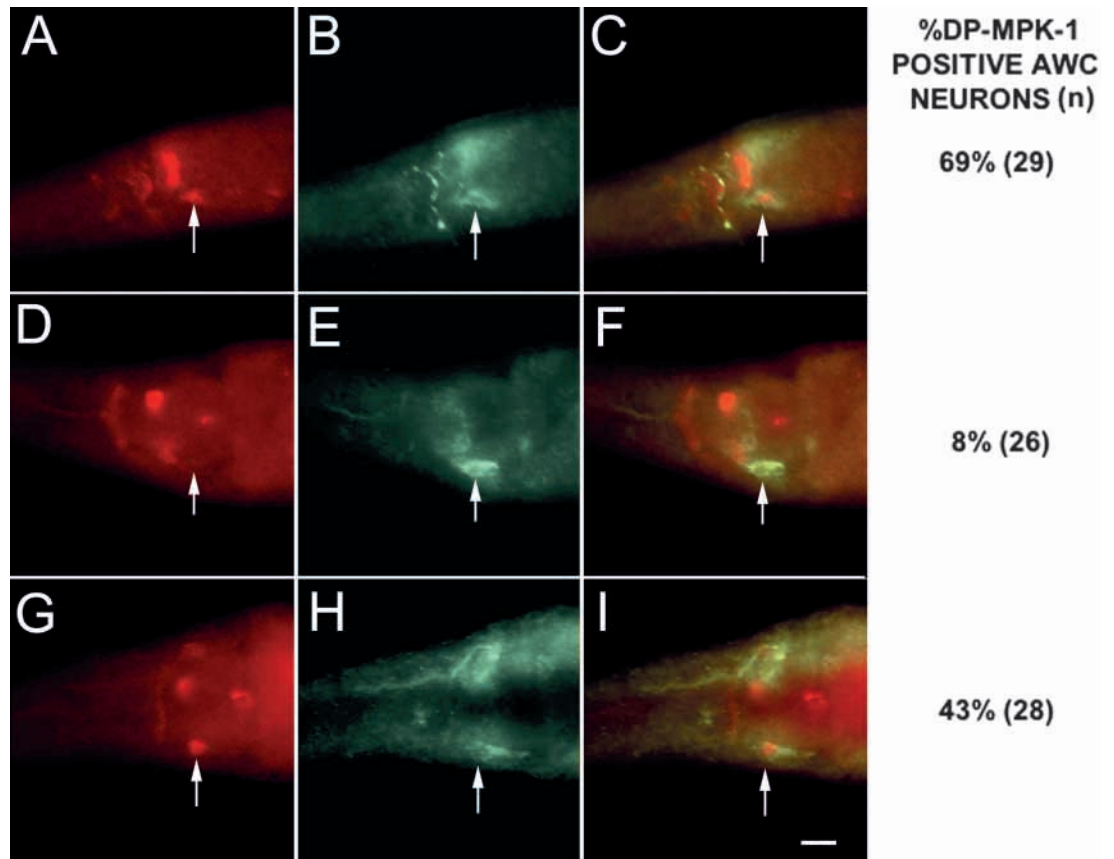 A
B
C
%DP-MPK-1
POSITIVE AWC
NEURONS (n)
69% (29)
D
E
F
8% (26)
G
H
I
43% (28)